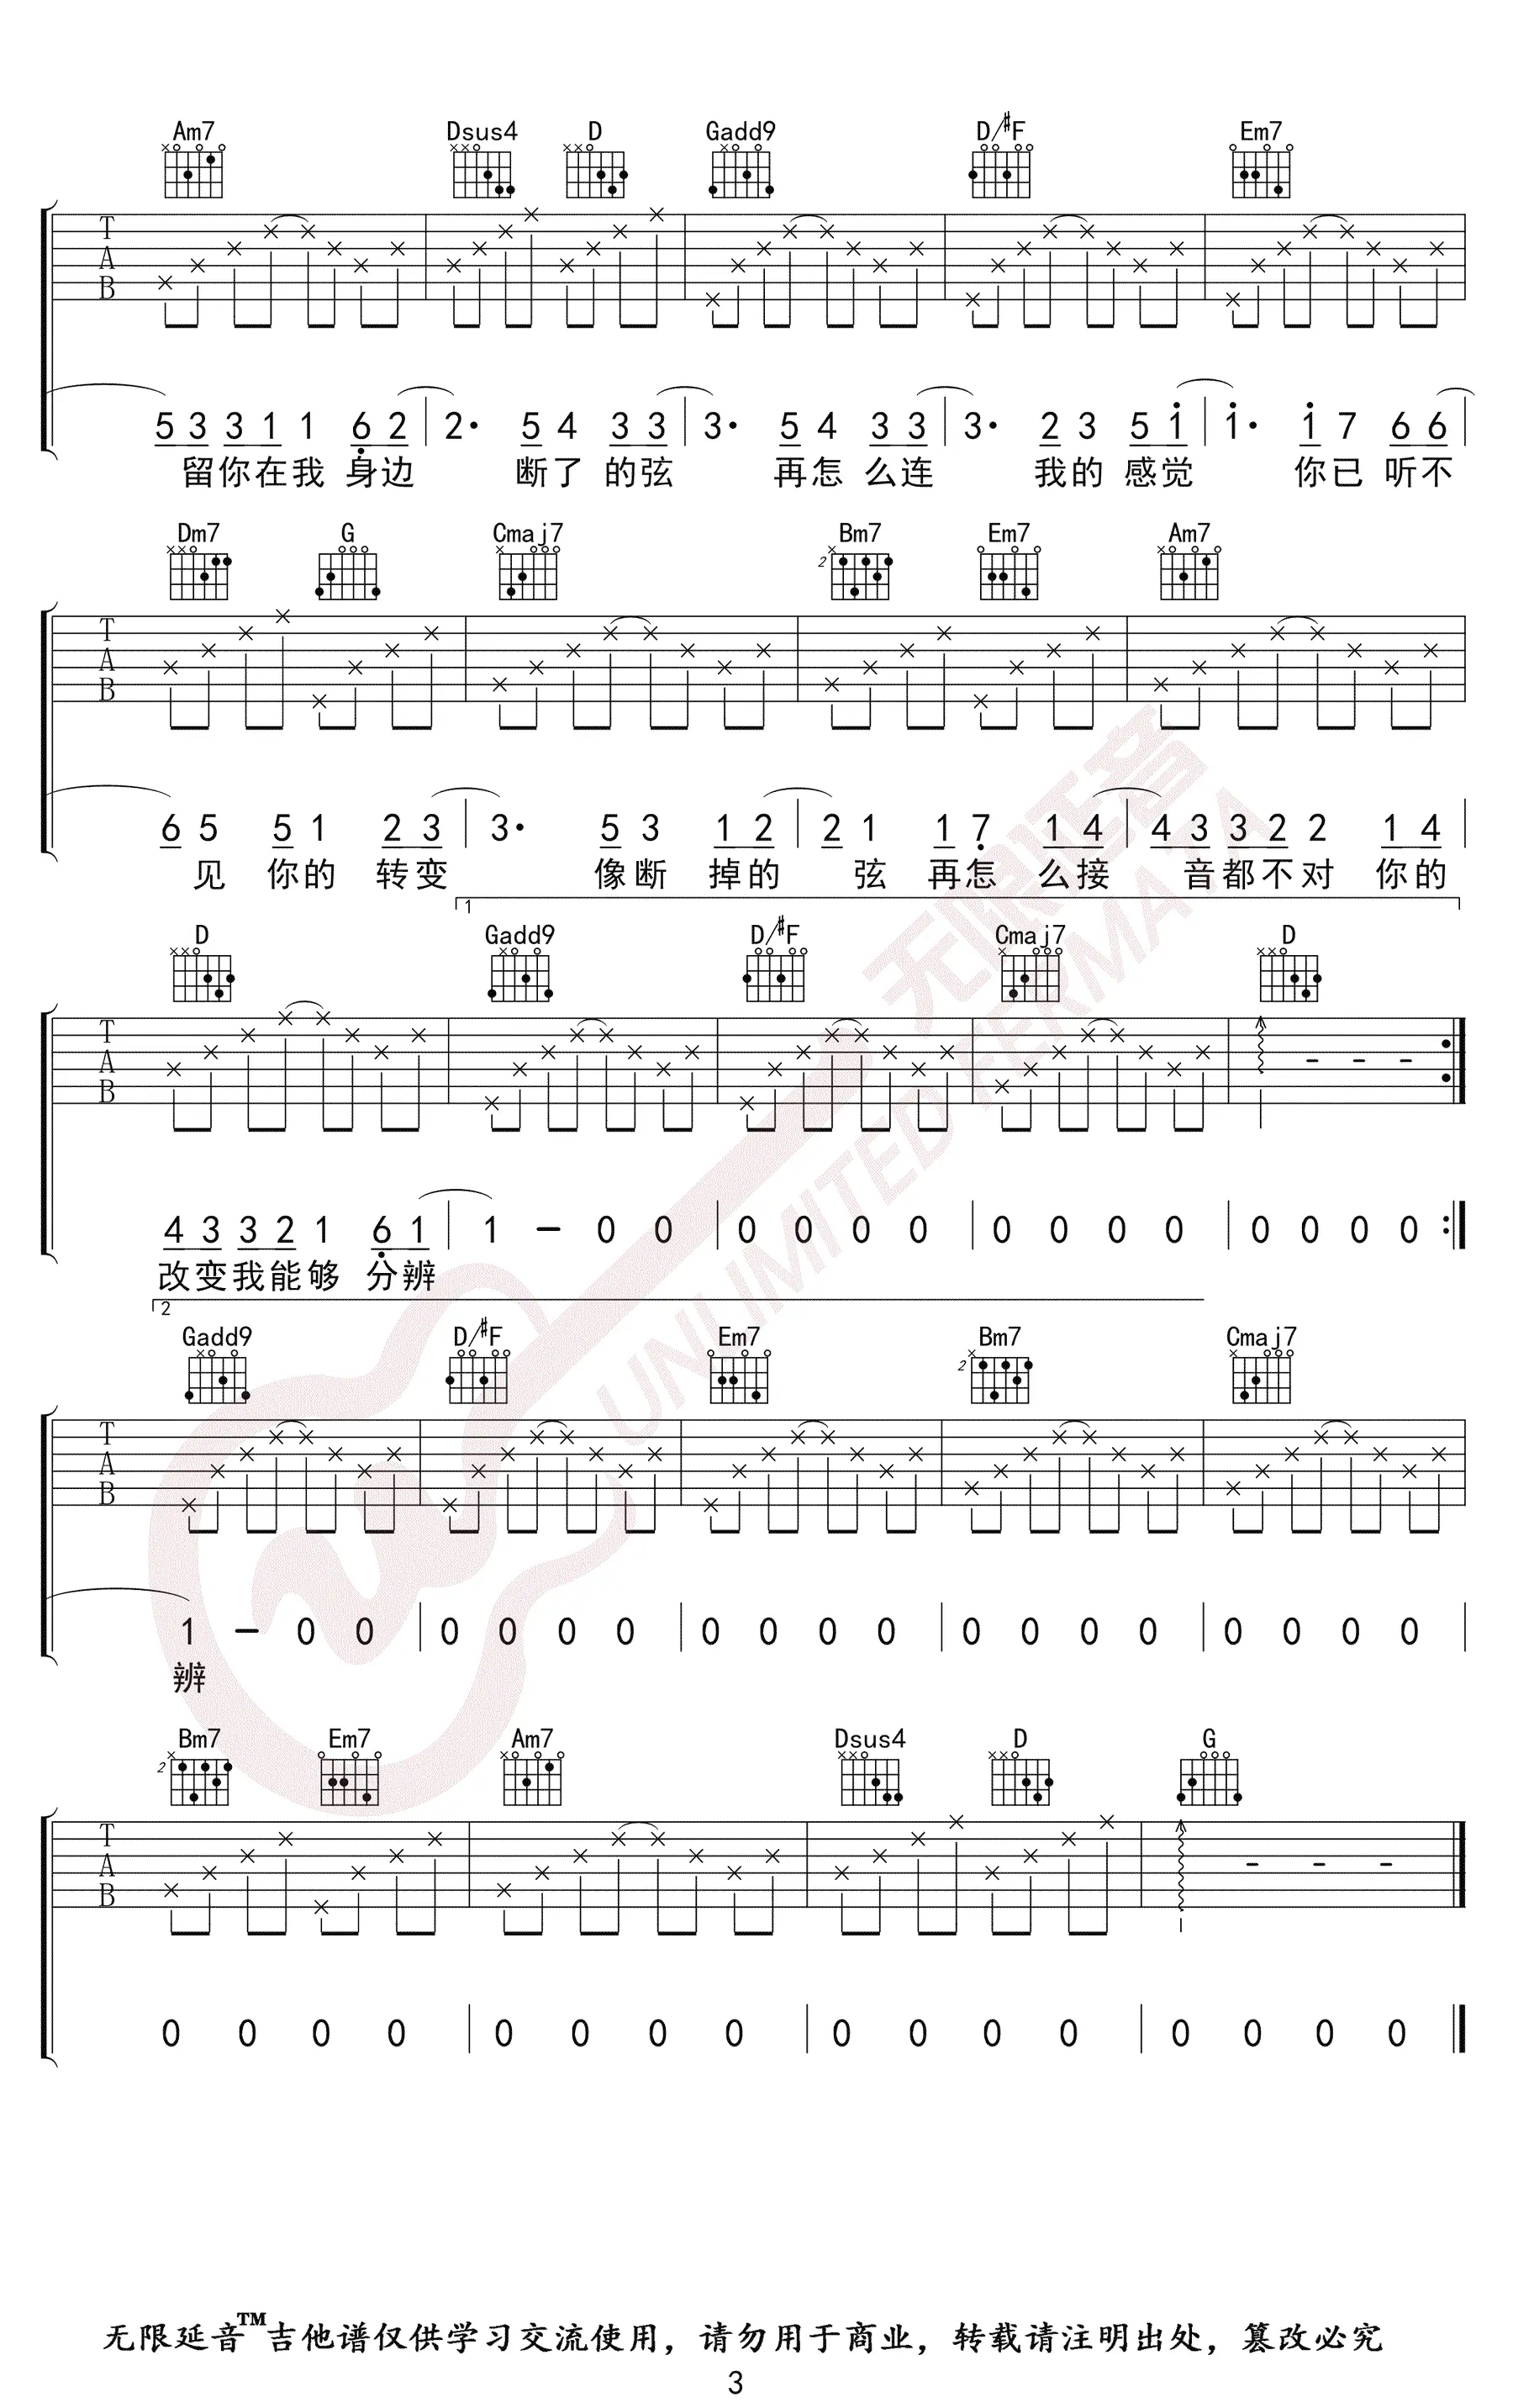 Am7 Dsus4 D Gadd9 D/#F Em7
T
A
B
5 3 3 1 1 6 2 | 2· 5 4 3 3 | 3· 5 4 3 3 | 3· 2 3 5 1 | 1· 1 7 6 6 |
留你在我 身边 断了 的弦 再怎 么连 我的 感觉 你已 听不
Dm7 G Cmaj7 Bm7 Em7 Am7
2
T
A
B
6 5 5 1 2 3 | 3· 5 3 1 2 | 2 1 1 7 1 4 | 4 3 3 2 2 1 4 |
见 你的 转变 像断 掉的 弦 再怎 么接 音都不对 你的
1
D Gadd9 D/#F Cmaj7 D
T
A
B
- - -
4 3 3 2 1 6 1 | 1 - 0 0 | 0 0 0 0 | 0 0 0 0 | 0 0 0 0 :|
改变我能够 分辨
2
Gadd9 D/#F Em7 Bm7 Cmaj7
2
T
A
B
1 - 0 0 | 0 0 0 0 | 0 0 0 0 | 0 0 0 0 | 0 0 0 0 |
辨
Bm7 Em7 Am7 Dsus4 D G
2
T
A
B
- - -
0 0 0 0 | 0 0 0 0 | 0 0 0 0 | 0 0 0 0 ‖
无限延音
UNLIMITED FERMATA
无限延音™吉他谱仅供学习交流使用，请勿用于商业，转载请注明出处，篡改必究
3